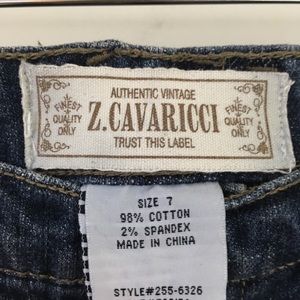 AUTHENTIC VINTAGE
FINEST QUALITY ONLY
Z.CAVARICCI
FINEST QUALITY ONLY
TRUST THIS LABEL
SIZE 7
98% COTTON
2% SPANDEX
MADE IN CHINA
STYLE#255-6326